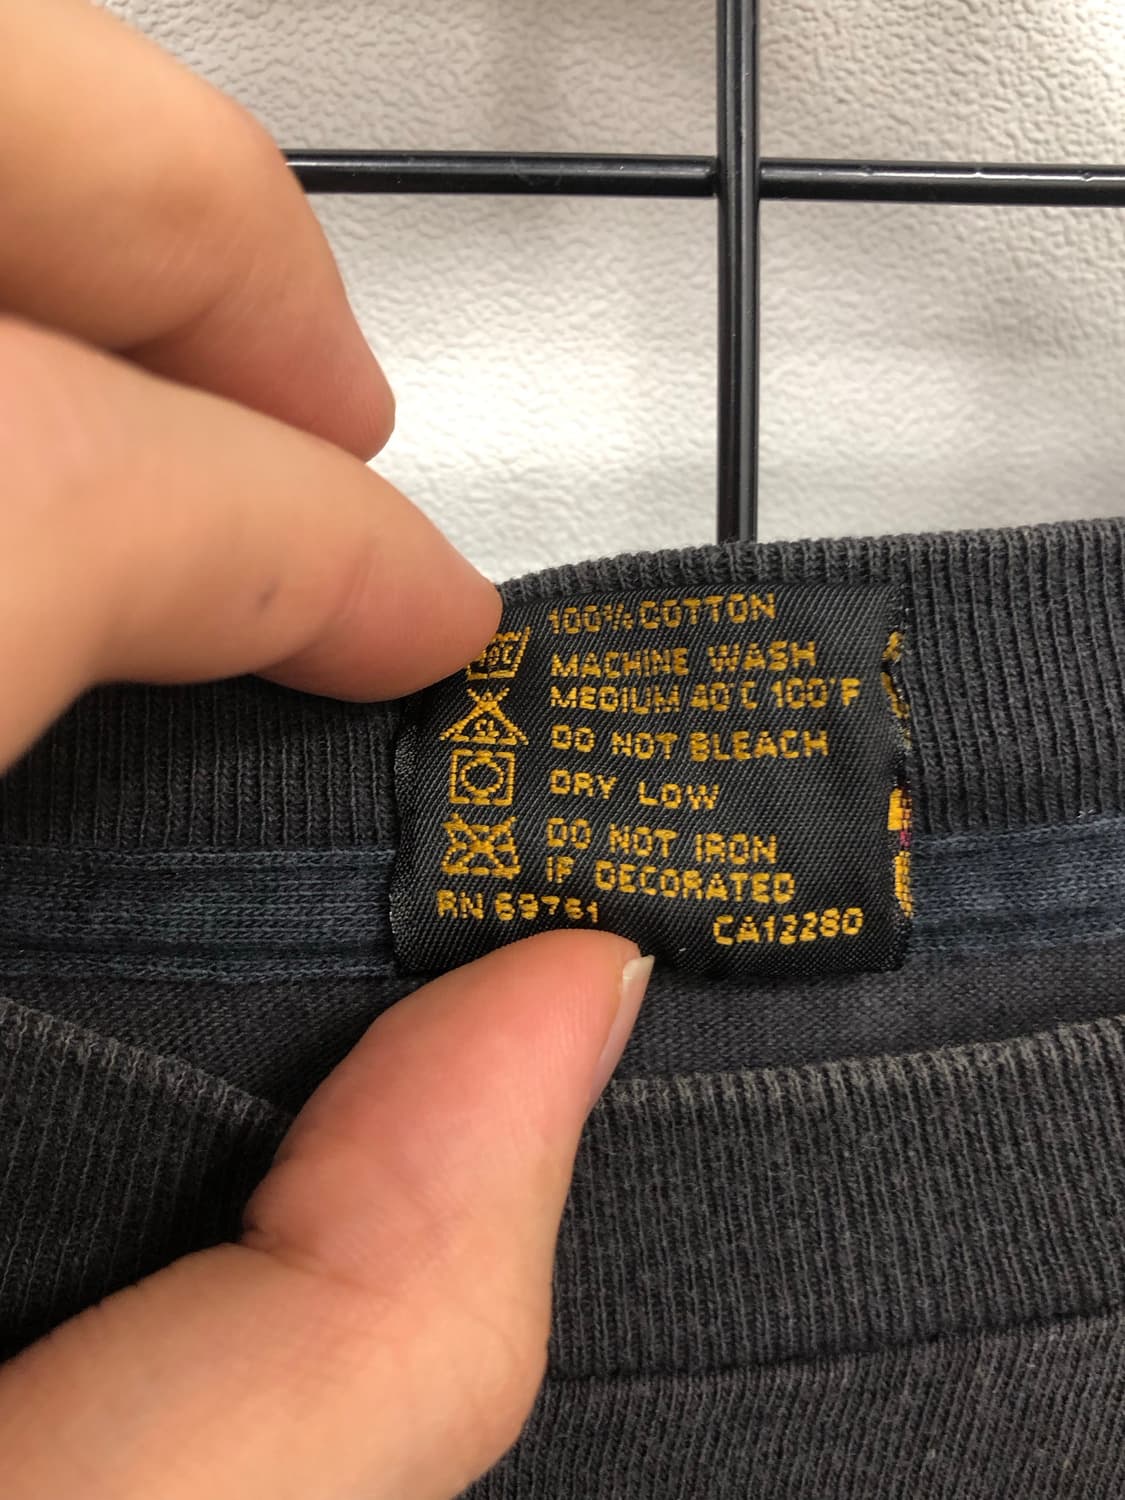 100% COTTON
MACHINE WASH
MEDIUM 40°C 100°F
DO NOT BLEACH
DRY LOW
DO NOT IRON
IF DECORATED
RN 69761 CA12280